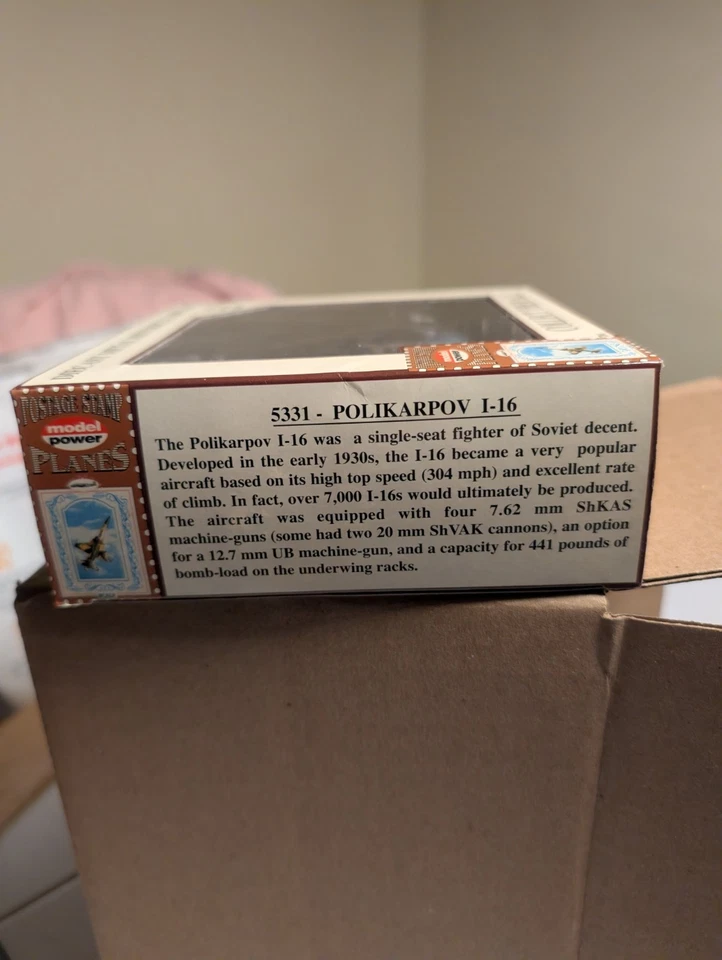 POSTAGE STAMP
model
power
PLANES
5331 - POLIKARPOV I-16
The Polikarpov I-16 was a single-seat fighter of Soviet decent.
Developed in the early 1930s, the I-16 became a very popular
aircraft based on its high top speed (304 mph) and excellent rate
of climb. In fact, over 7,000 I-16s would ultimately be produced.
The aircraft was equipped with four 7.62 mm ShKAS
machine-guns (some had two 20 mm ShVAK cannons), an option
for a 12.7 mm UB machine-gun, and a capacity for 441 pounds of
bomb-load on the underwing racks.